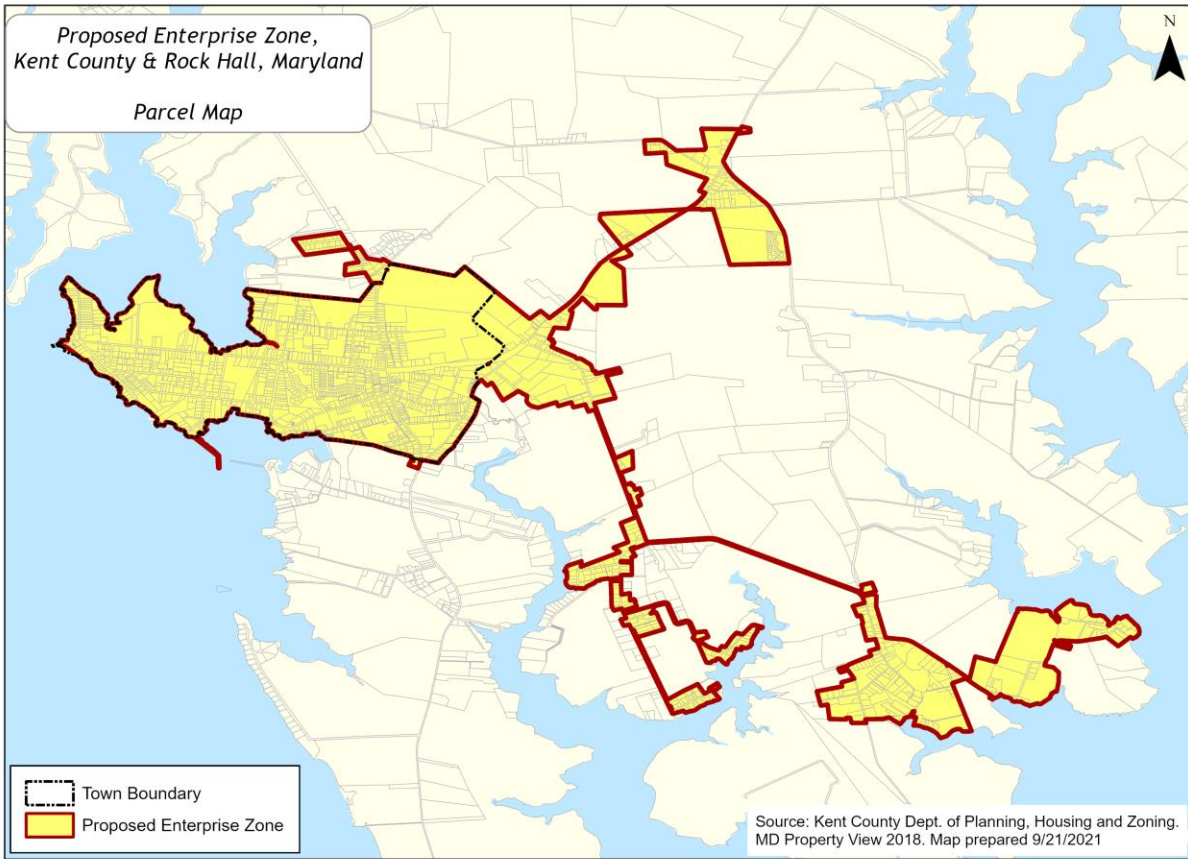 Proposed Enterprise Zone,
Kent County & Rock Hall, Maryland
Parcel Map
N
Town Boundary
Proposed Enterprise Zone
Source: Kent County Dept. of Planning, Housing and Zoning.
MD Property View 2018. Map prepared 9/21/2021